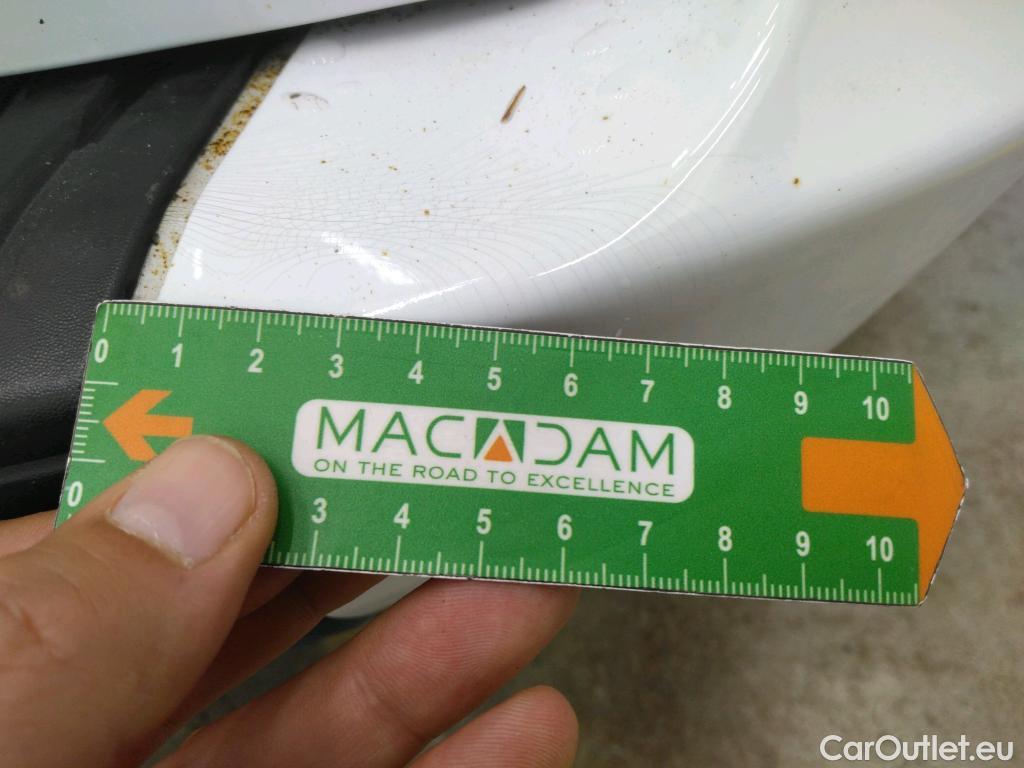 0 1 2 3 4 5 6 7 8 9 10
MACADAM
ON THE ROAD TO EXCELLENCE
0 3 4 5 6 7 8 9 10
CarOutlet.eu